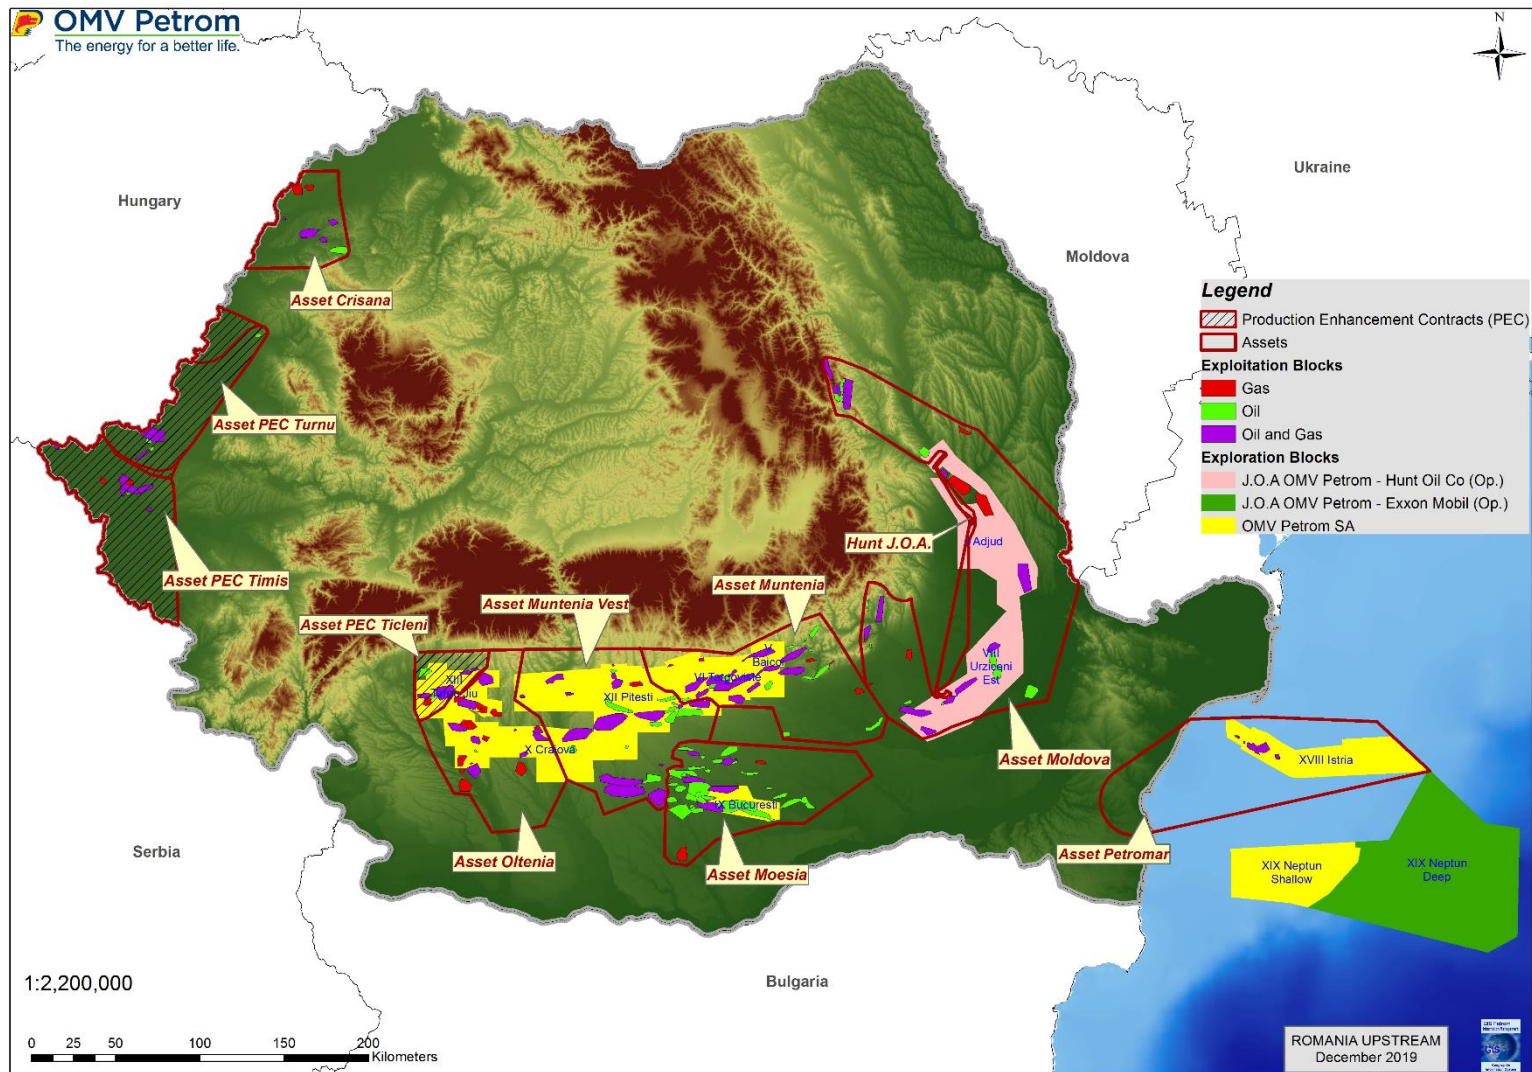 OMV Petrom
The energy for a better life.
N
Ukraine
Hungary
Moldova
Asset Crisana
Legend
Production Enhancement Contracts (PEC)
Assets
Exploitation Blocks
Gas
Oil
Oil and Gas
Exploration Blocks
J.O.A OMV Petrom - Hunt Oil Co (Op.)
J.O.A OMV Petrom - Exxon Mobil (Op.)
OMV Petrom SA
Asset PEC Turnu
Hunt J.O.A.
Adjud
Asset PEC Timis
Asset Muntenia
Asset Muntenia Vest
Asset PEC Ticleni
V
Baicoi
VIII
Urziceni
Est
VI Targoviste
XIII
Targu Jiu
XII Pitesti
X Craiova
Asset Moldova
XVIII Istria
IX Bucuresti
Serbia
Asset Oltenia
Asset Moesia
Asset Petromar
XIX Neptun
Shallow
XIX Neptun
Deep
Bulgaria
1:2,200,000
0 50 100 150 200
Kilometers
ROMANIA UPSTREAM
December 2019